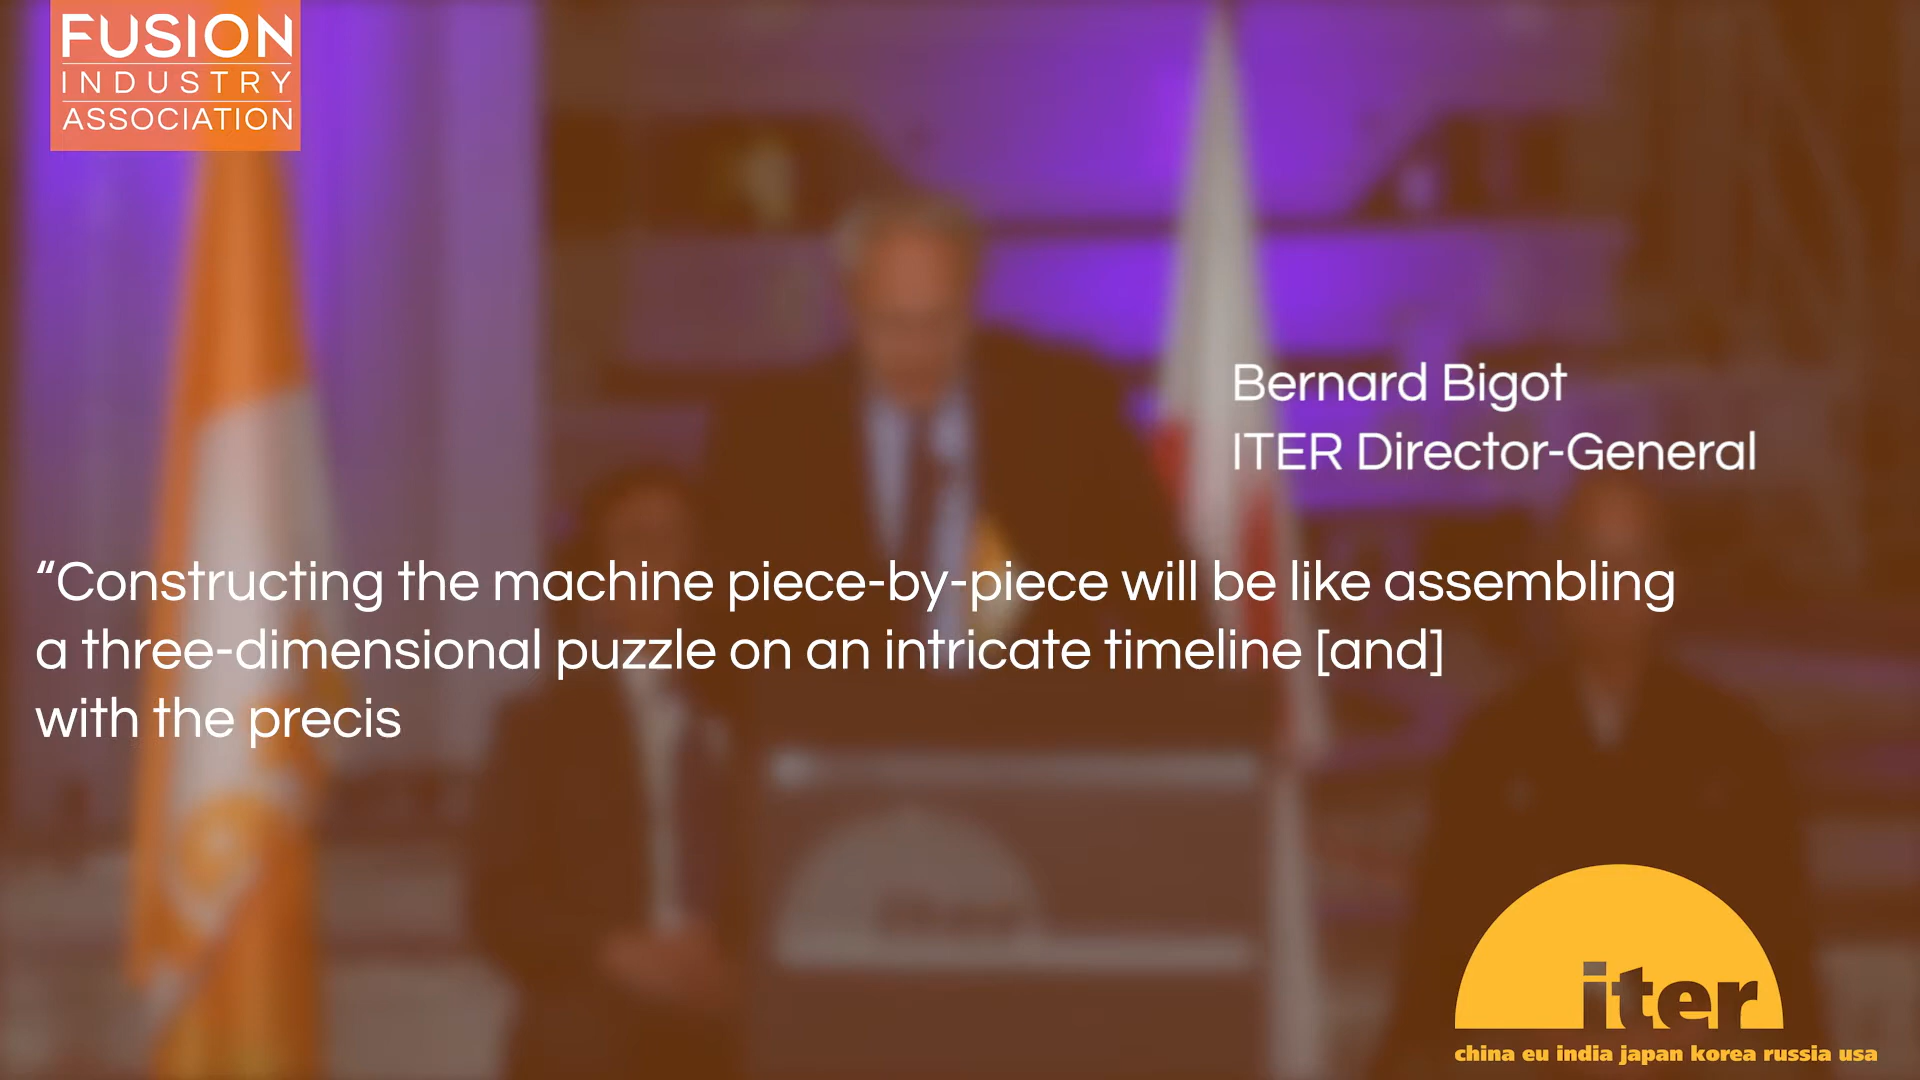 FUSION
INDUSTRY
ASSOCIATION
Bernard Bigot
ITER Director-General
“Constructing the machine piece-by-piece will be like assembling
a three-dimensional puzzle on an intricate timeline [and]
with the precis
iter
china eu india japan korea russia usa